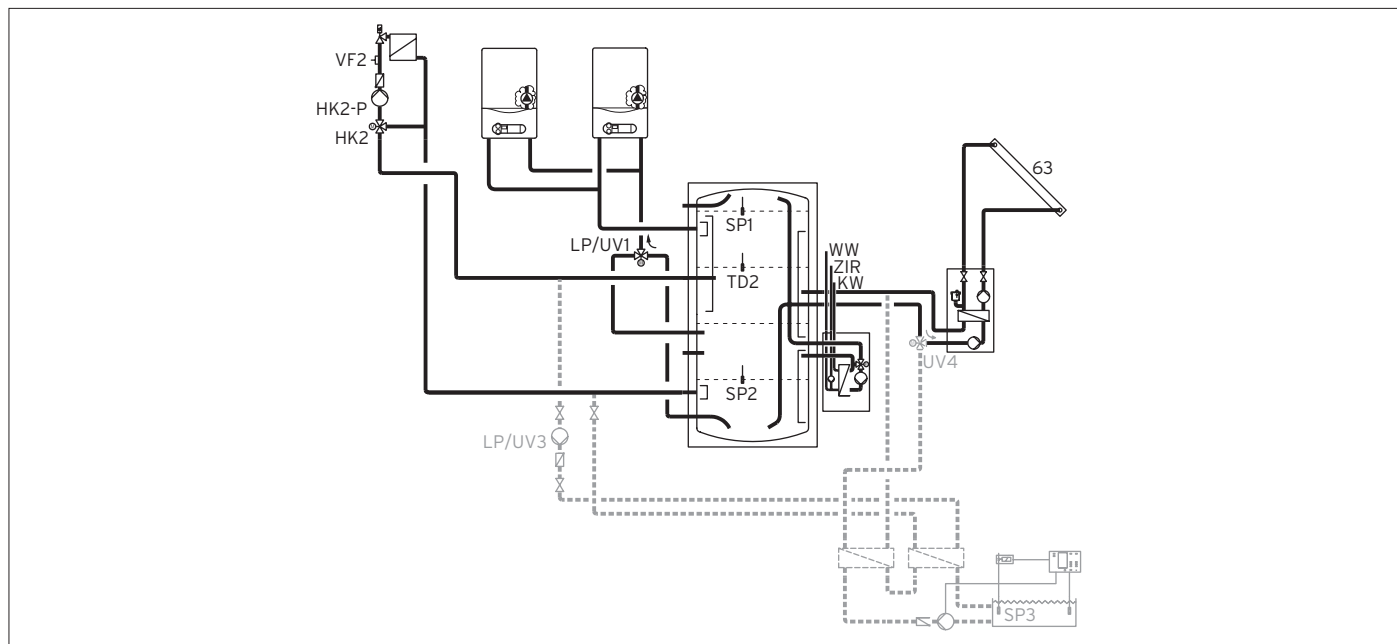 VF2
HK2-P
HK2
63
SP1
LP/UV1
WW
ZIR
TD2
KW
UV4
SP2
LP/UV3
SP3